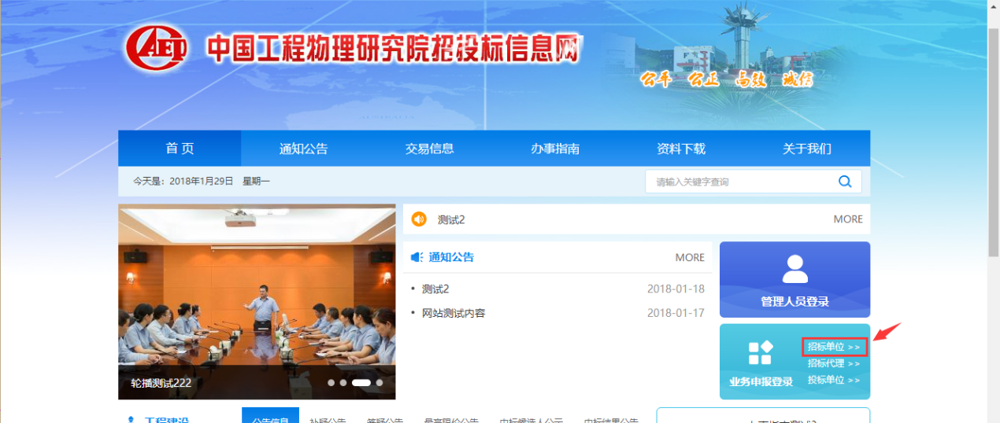 CAEP 中国工程物理研究院招投标信息网
公平 公正 高效 诚信
首 页 通知公告 交易信息 办事指南 资料下载 关于我们
今天是：2018年1月29日 星期一 请输入关键字查询
测试2 MORE
通知公告 MORE
测试2 2018-01-18
网站测试内容 2018-01-17
管理人员登录
招标单位 >>
招标代理 >>
业务申报登录 投标单位 >>
轮播测试222
工程建设 公告信息 补疑公告 答疑公告 最高限价公告 中标候选人公示 中标结果公告